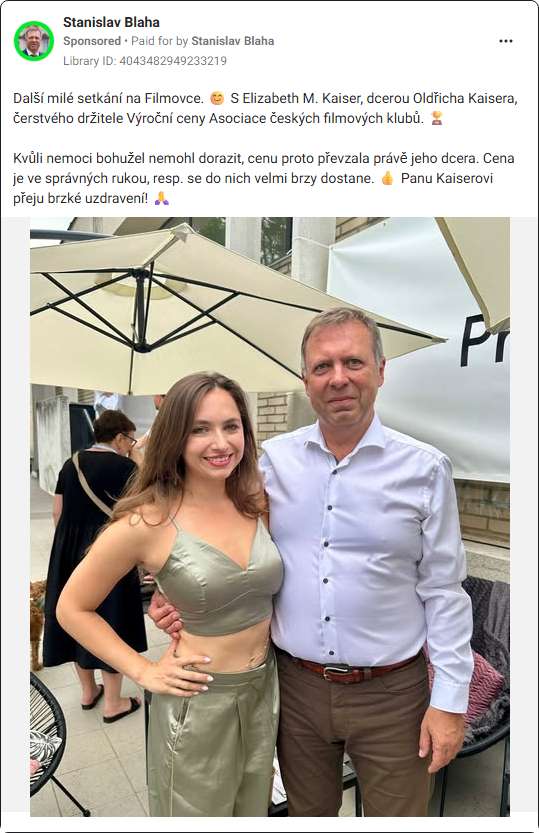 Stanislav Blaha
Sponsored • Paid for by Stanislav Blaha
Library ID: 4043482949233219
Další milé setkání na Filmovce. 😊 S Elizabeth M. Kaiser, dcerou Oldřicha Kaisera,
čerstvého držitele Výroční ceny Asociace českých filmových klubů. 🏆
Kvůli nemoci bohužel nemohl dorazit, cenu proto převzala právě jeho dcera. Cena
je ve správných rukou, resp. se do nich velmi brzy dostane. 👍 Panu Kaiserovi
přeju brzké uzdravení! 🙏